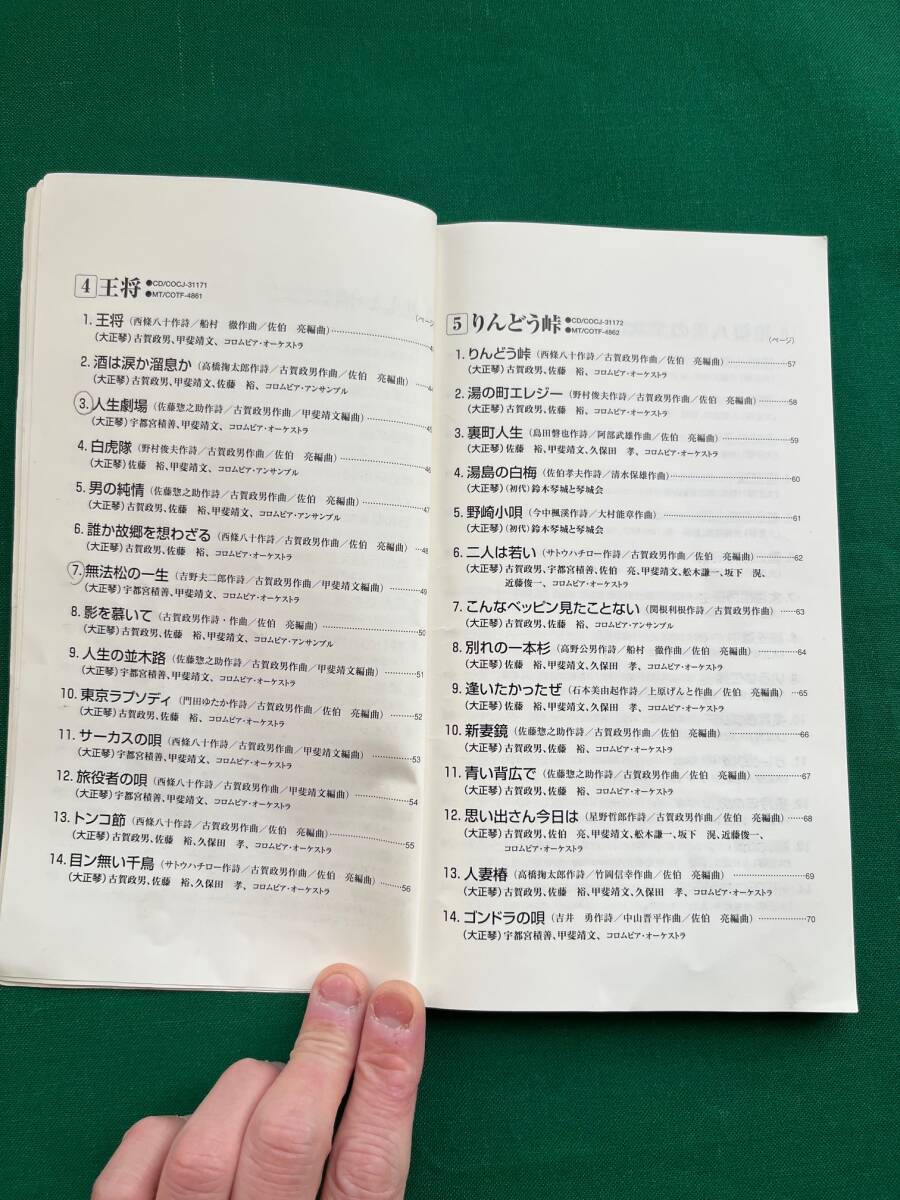 4 王将 ●CD/COCJ-31171
●MT/COTF-4861
(ページ
1. 王将(西條八十作詩/船村 徹作曲/佐伯 亮編曲)
(大正琴)古賀政男、甲斐靖文、コロムビア・オーケストラ
2. 酒は涙か溜息か(高橋掬太郎作詩/古賀政男作曲/佐伯 亮編曲)
(大正琴)古賀政男、甲斐靖文、佐藤 裕、コロムビア・アンサンブル
3. 人生劇場(佐藤惣之助作詩/古賀政男作曲/甲斐靖文編曲)
(大正琴)宇都宮積善、甲斐靖文、コロムビア・オーケストラ
4. 白虎隊(野村俊夫作詩/古賀政男作曲/佐伯 亮編曲)
(大正琴)佐藤 裕、甲斐靖文、コロムビア・アンサンブル
5. 男の純情(佐藤惣之助作詩/古賀政男作曲/佐伯 亮編曲)……47
(大正琴)古賀政男、佐藤 裕、甲斐靖文、コロムビア・アンサンブル
6. 誰か故郷を想わざる(西條八十作詩/古賀政男作曲/佐伯 亮編曲)…48
(大正琴)古賀政男、佐藤 裕、コロムビア・オーケストラ
7. 無法松の一生(吉野夫二郎作詩/古賀政男作曲/甲斐靖文編曲)……49
(大正琴)宇都宮積善、甲斐靖文、コロムビア・オーケストラ
8. 影を慕いて(古賀政男作詩・作曲/佐伯 亮編曲)……50
(大正琴)古賀政男、佐藤 裕、甲斐靖文、コロムビア・アンサンブル
9. 人生の並木路(佐藤惣之助作詩/古賀政男作曲/甲斐靖文編曲)……51
(大正琴)宇都宮積善、甲斐靖文、コロムビア・オーケストラ
10. 東京ラプソディ(門田ゆたか作詩/古賀政男作曲/佐伯 亮編曲)……52
(大正琴)古賀政男、佐藤 裕、コロムビア・オーケストラ
11. サーカスの唄(西條八十作詩/古賀政男作曲/甲斐靖文編曲)……53
(大正琴)宇都宮積善、甲斐靖文、コロムビア・オーケストラ
12. 旅役者の唄(西條八十作詩/古賀政男作曲/甲斐靖文編曲)……54
(大正琴)宇都宮積善、甲斐靖文、コロムビア・オーケストラ
13. トンコ節(西條八十作詩/古賀政男作曲/佐伯 亮編曲)……55
(大正琴)古賀政男、佐藤 裕、久保田 孝、コロムビア・オーケストラ
14. 目ン無い千鳥(サトウハチロー作詩/古賀政男作曲/佐伯 亮編曲)……56
(大正琴)古賀政男、佐藤 裕、久保田 孝、コロムビア・オーケストラ
5 りんどう峠 ●CD/COCJ-31172
●MT/COTF-4862
(ページ)
1. りんどう峠(西條八十作詩/古賀政男作曲/佐伯 亮編曲)……57
(大正琴)古賀政男、佐藤 裕、コロムビア・オーケストラ
2. 湯の町エレジー(野村俊夫作詩/古賀政男作曲/佐伯 亮編曲)……58
(大正琴)古賀政男、佐藤 裕、コロムビア・オーケストラ
3. 裏町人生(島田磬也作詩/阿部武雄作曲/佐伯 亮編曲)……59
(大正琴)佐藤 裕、甲斐靖文、久保田 孝、コロムビア・オーケストラ
4. 湯島の白梅(佐伯孝夫作詩/清水保雄作曲)……60
(大正琴)(初代)鈴木琴城と琴城会
5. 野崎小唄(今中楓溪作詩/大村能章作曲)……61
(大正琴)(初代)鈴木琴城と琴城会
6. 二人は若い(サトウハチロー作詩/古賀政男作曲/佐伯 亮編曲)……62
(大正琴)古賀政男、宇都宮積善、佐伯 亮、甲斐靖文、舩木謙一、坂下 滉、
近藤俊一、コロムビア・オーケストラ
7. こんなベッピン見たことない(関根利根作詩/古賀政男作曲)……63
(大正琴)古賀政男、佐藤 裕、コロムビア・アンサンブル
8. 別れの一本杉(高野公男作詩/船村 徹作曲/佐伯 亮編曲)……64
(大正琴)佐藤 裕、甲斐靖文、久保田 孝、コロムビア・オーケストラ
9. 逢いたかったぜ(石本美由起作詩/上原げんと作曲/佐伯 亮編曲)……65
(大正琴)佐藤 裕、甲斐靖文、久保田 孝、コロムビア・オーケストラ
10. 新妻鏡(佐藤惣之助作詩/古賀政男作曲/佐伯 亮編曲)……66
(大正琴)古賀政男、佐藤 裕、コロムビア・オーケストラ
11. 青い背広で(佐藤惣之助作詩/古賀政男作曲/佐伯 亮編曲)……67
(大正琴)古賀政男、佐藤 裕、コロムビア・オーケストラ
12. 思い出さん今日は(星野哲郎作詩/古賀政男作曲/佐伯 亮編曲)……68
(大正琴)古賀政男、佐伯 亮、甲斐靖文、舩木謙一、坂下 滉、近藤俊一、
コロムビア・オーケストラ
13. 人妻椿(高橋掬太郎作詩/竹岡信幸作曲/佐伯 亮編曲)……69
(大正琴)古賀政男、佐藤 裕、甲斐靖文、久保田 孝、コロムビア・オーケストラ
14. ゴンドラの唄(吉井 勇作詩/中山晋平作曲/佐伯 亮編曲)……70
(大正琴)宇都宮積善、甲斐靖文、コロムビア・オーケストラ